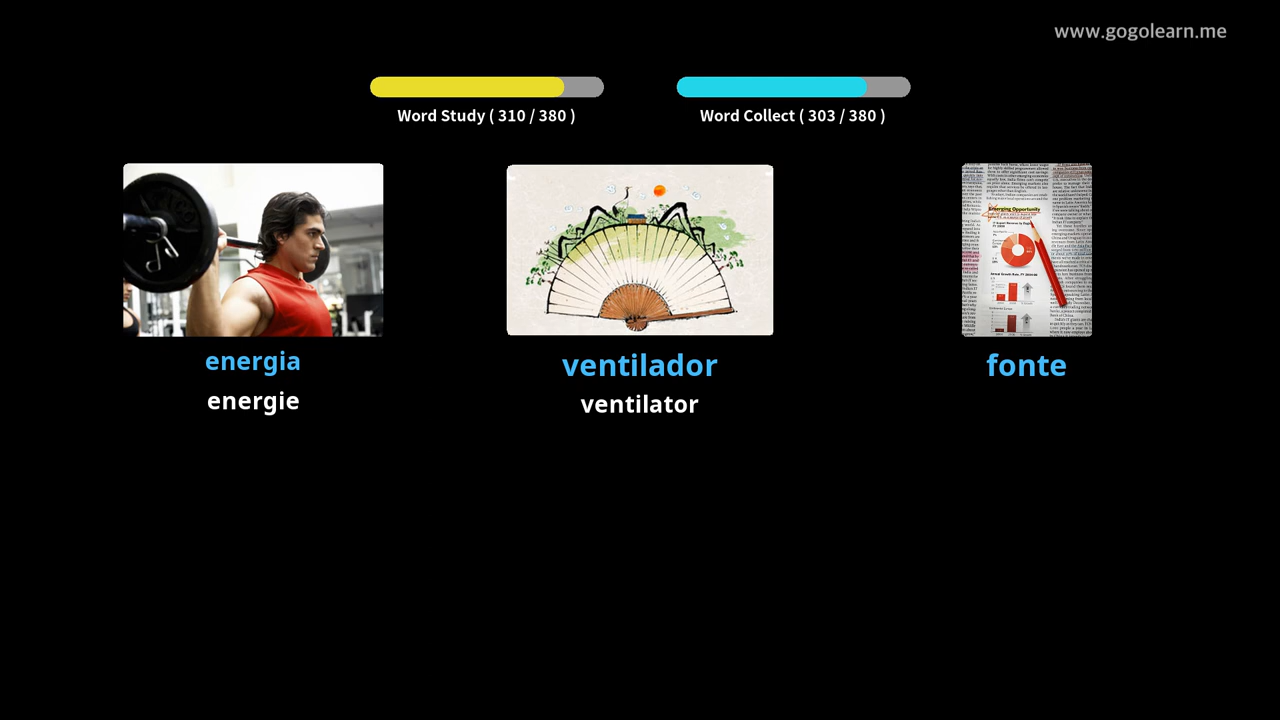 www.gogolearn.me
Word Study ( 310 / 380 )
Word Collect ( 303 / 380 )
energia
energie
ventilador
ventilator
Emerging Opportunity
fonte